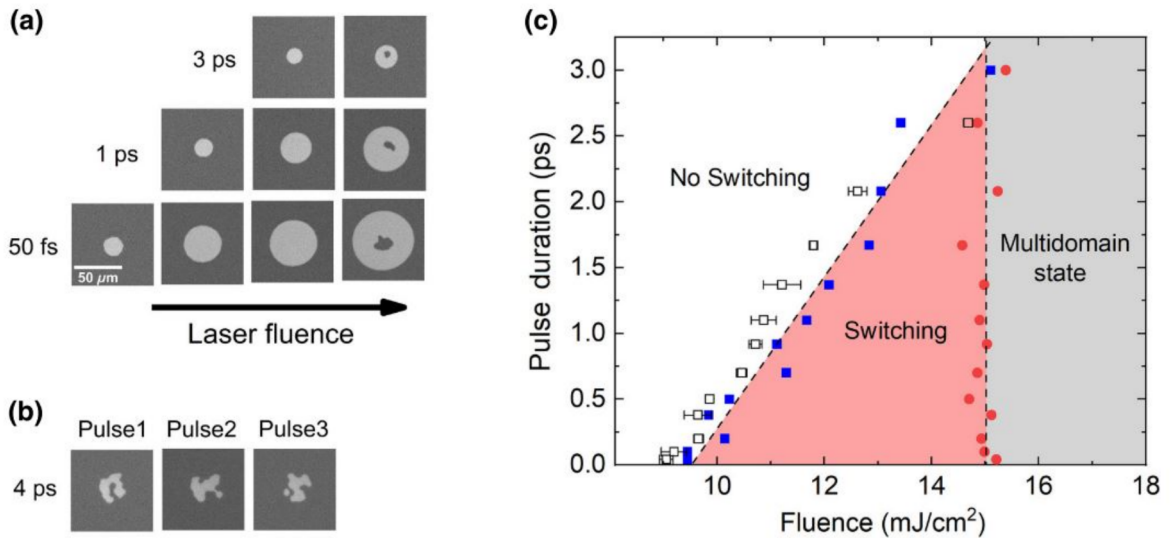 (a)
3 ps
1 ps
50 fs
50 µm
Laser fluence
(b)
Pulse1 Pulse2 Pulse3
4 ps
(c)
Pulse duration (ps)
3.0
2.5
2.0
1.5
1.0
0.5
0.0
No Switching
Switching
Multidomain
state
10 12 14 16 18
Fluence (mJ/cm²)